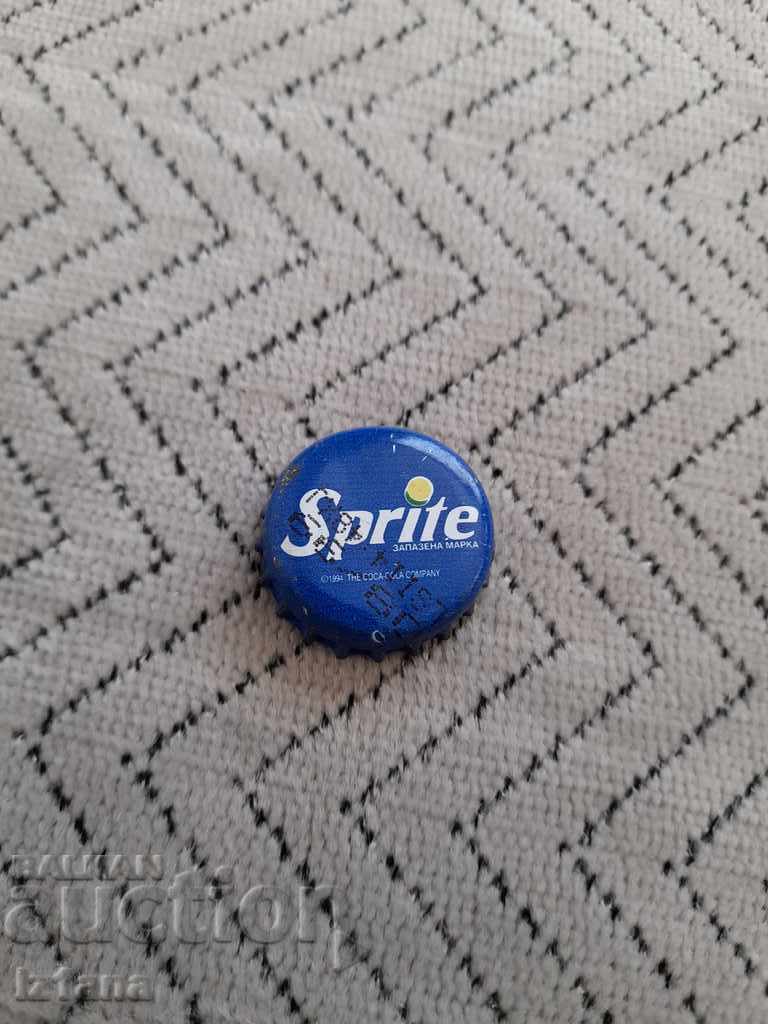 Sprite
ЗАПАЗЕНА МАРКА
©1994 THE COCA-COLA COMPANY
BALKAN
auction
Iztana